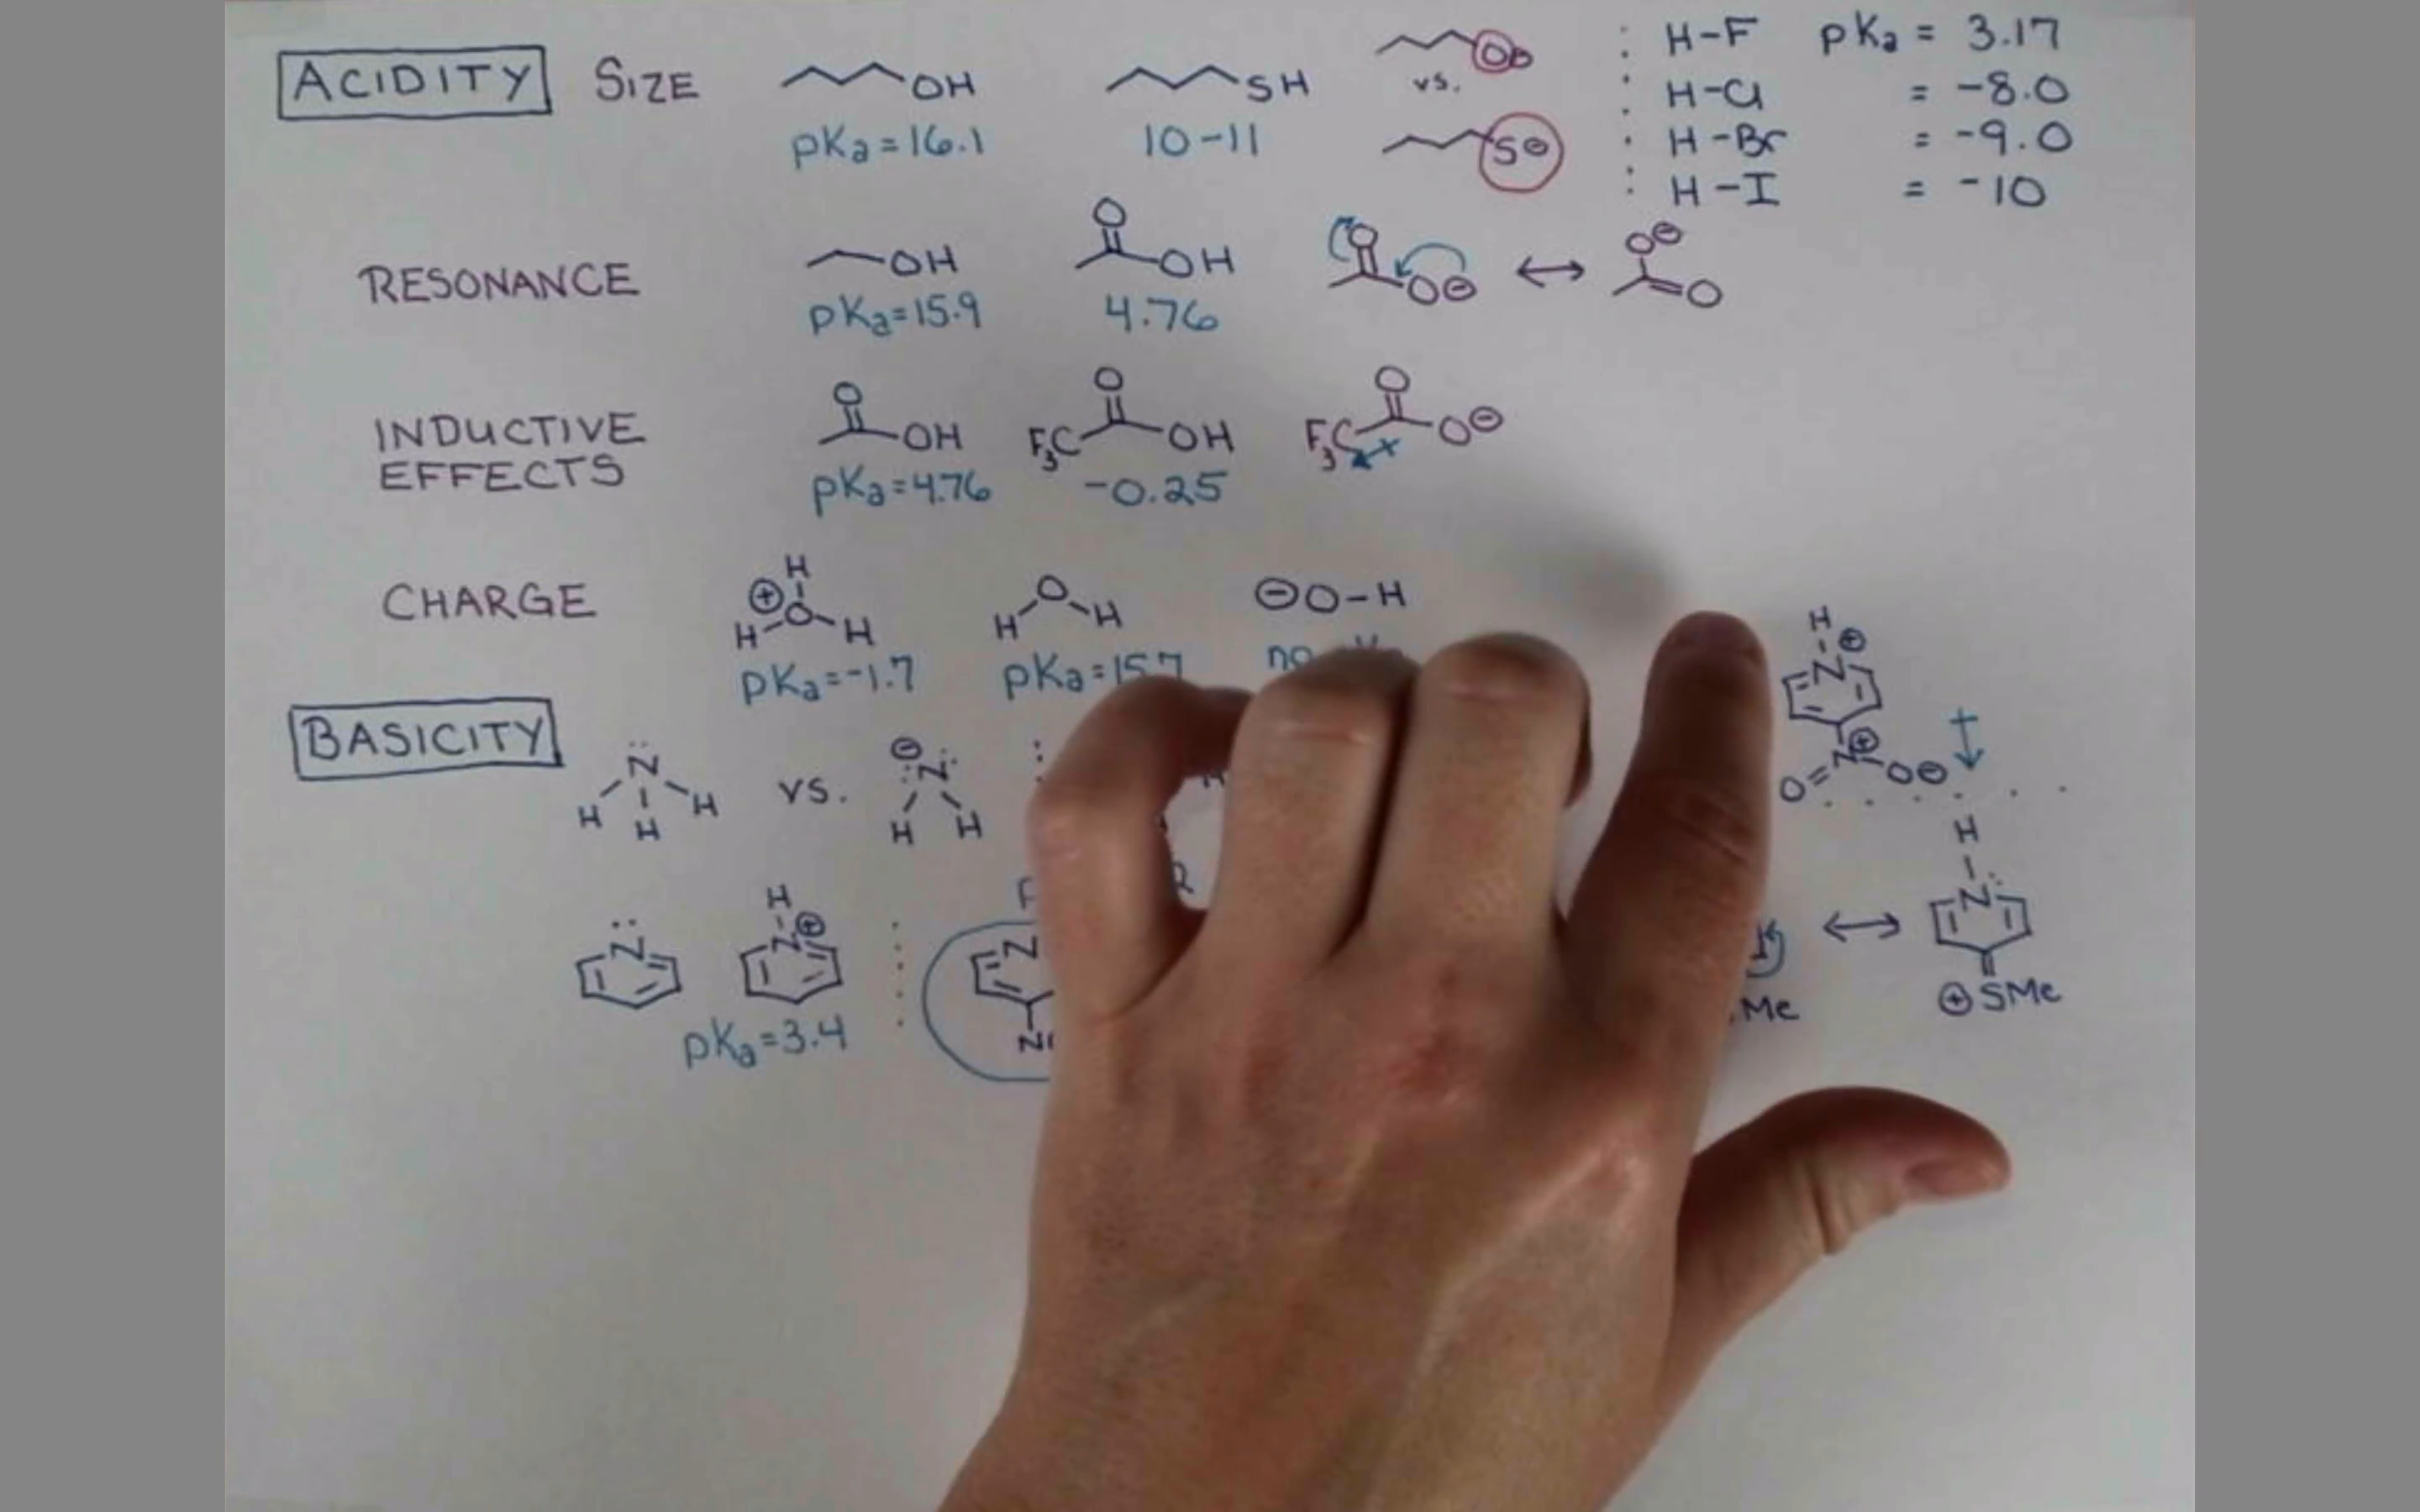 ACIDITY SIZE
OH
SH
O⊖
vs.
S⊖
pKa=16.1
10-11
H-F pKa = 3.17
H-Cl = -8.0
H-Br = -9.0
H-I = -10
RESONANCE
OH
O
OH
O
O⊖
↔
O⊖
O
pKa=15.9
4.76
INDUCTIVE
EFFECTS
O
OH
O
F3C
OH
O
F3C
O⊖
pKa=4.76
-0.25
CHARGE
H
⊕
O
H
H
O
H
H
⊖O-H
pKa=-1.7
pKa=15.7
no
BASICITY
N
H
H
H
vs.
⊖
N
H
H
H
H
⊕
N
⊕
N
O
O⊖
N
H
⊕
N
pKa=3.4
N
R
↔
H
N
Me
⊕SMe